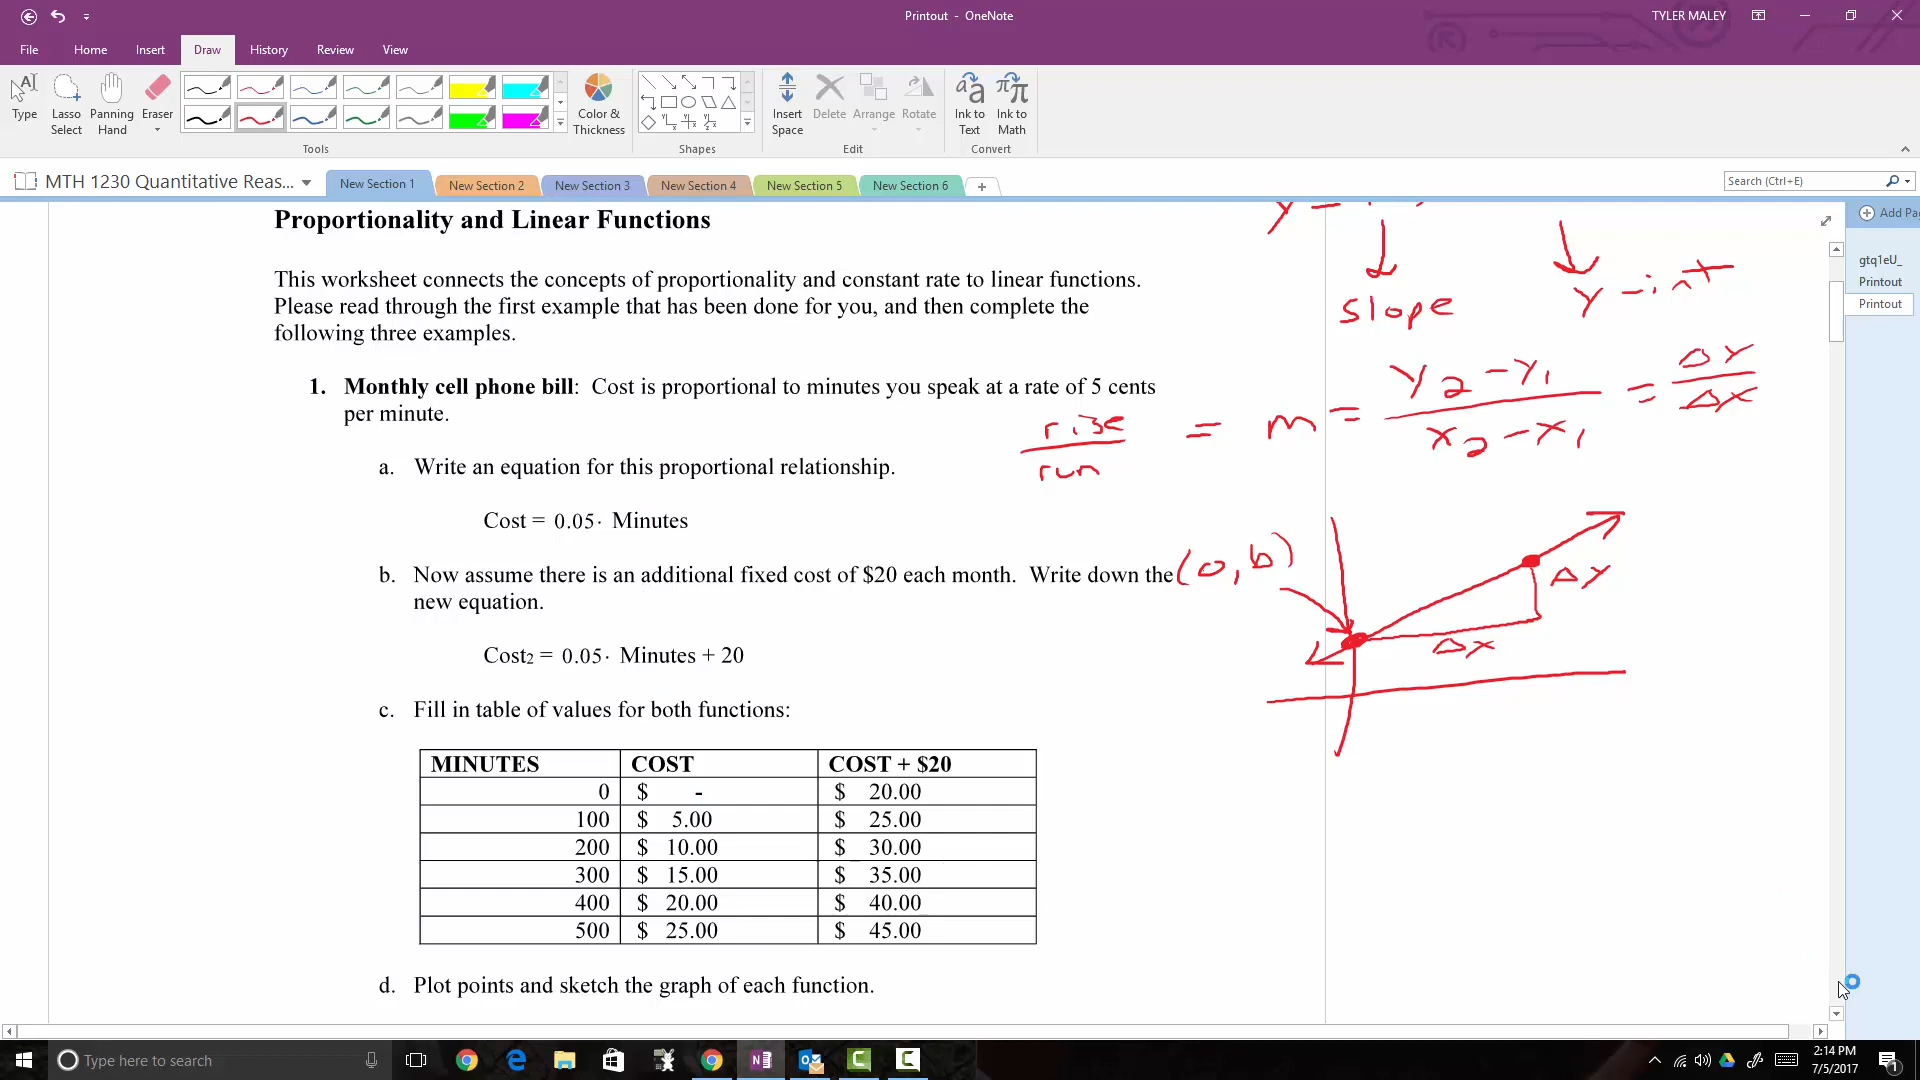 Printout - OneNote
TYLER MALEY
File Home Insert Draw History Review View
Type
Lasso Select
Panning Hand
Eraser
Color & Thickness
Insert Space
Delete
Arrange
Rotate
Ink to Text
Ink to Math
Tools
Shapes
Edit
Convert
MTH 1230 Quantitative Reas...
New Section 1
New Section 2
New Section 3
New Section 4
New Section 5
New Section 6
Search (Ctrl+E)
Add Pa
gtq1eU_
Printout
Printout
Proportionality and Linear Functions
This worksheet connects the concepts of proportionality and constant rate to linear functions.
Please read through the first example that has been done for you, and then complete the
following three examples.
1. Monthly cell phone bill: Cost is proportional to minutes you speak at a rate of 5 cents
per minute.
a. Write an equation for this proportional relationship.
Cost = 0.05· Minutes
b. Now assume there is an additional fixed cost of $20 each month. Write down the
new equation.
Cost2 = 0.05· Minutes + 20
c. Fill in table of values for both functions:
MINUTES COST COST + $20
0 $ - $ 20.00
100 $ 5.00 $ 25.00
200 $ 10.00 $ 30.00
300 $ 15.00 $ 35.00
400 $ 20.00 $ 40.00
500 $ 25.00 $ 45.00
d. Plot points and sketch the graph of each function.
y =
slope
y-int
rise/run = m = y2-y1/x2-x1 = Δy/Δx
(0,b)
Δy
Δx
Type here to search
2:14 PM
7/5/2017
1